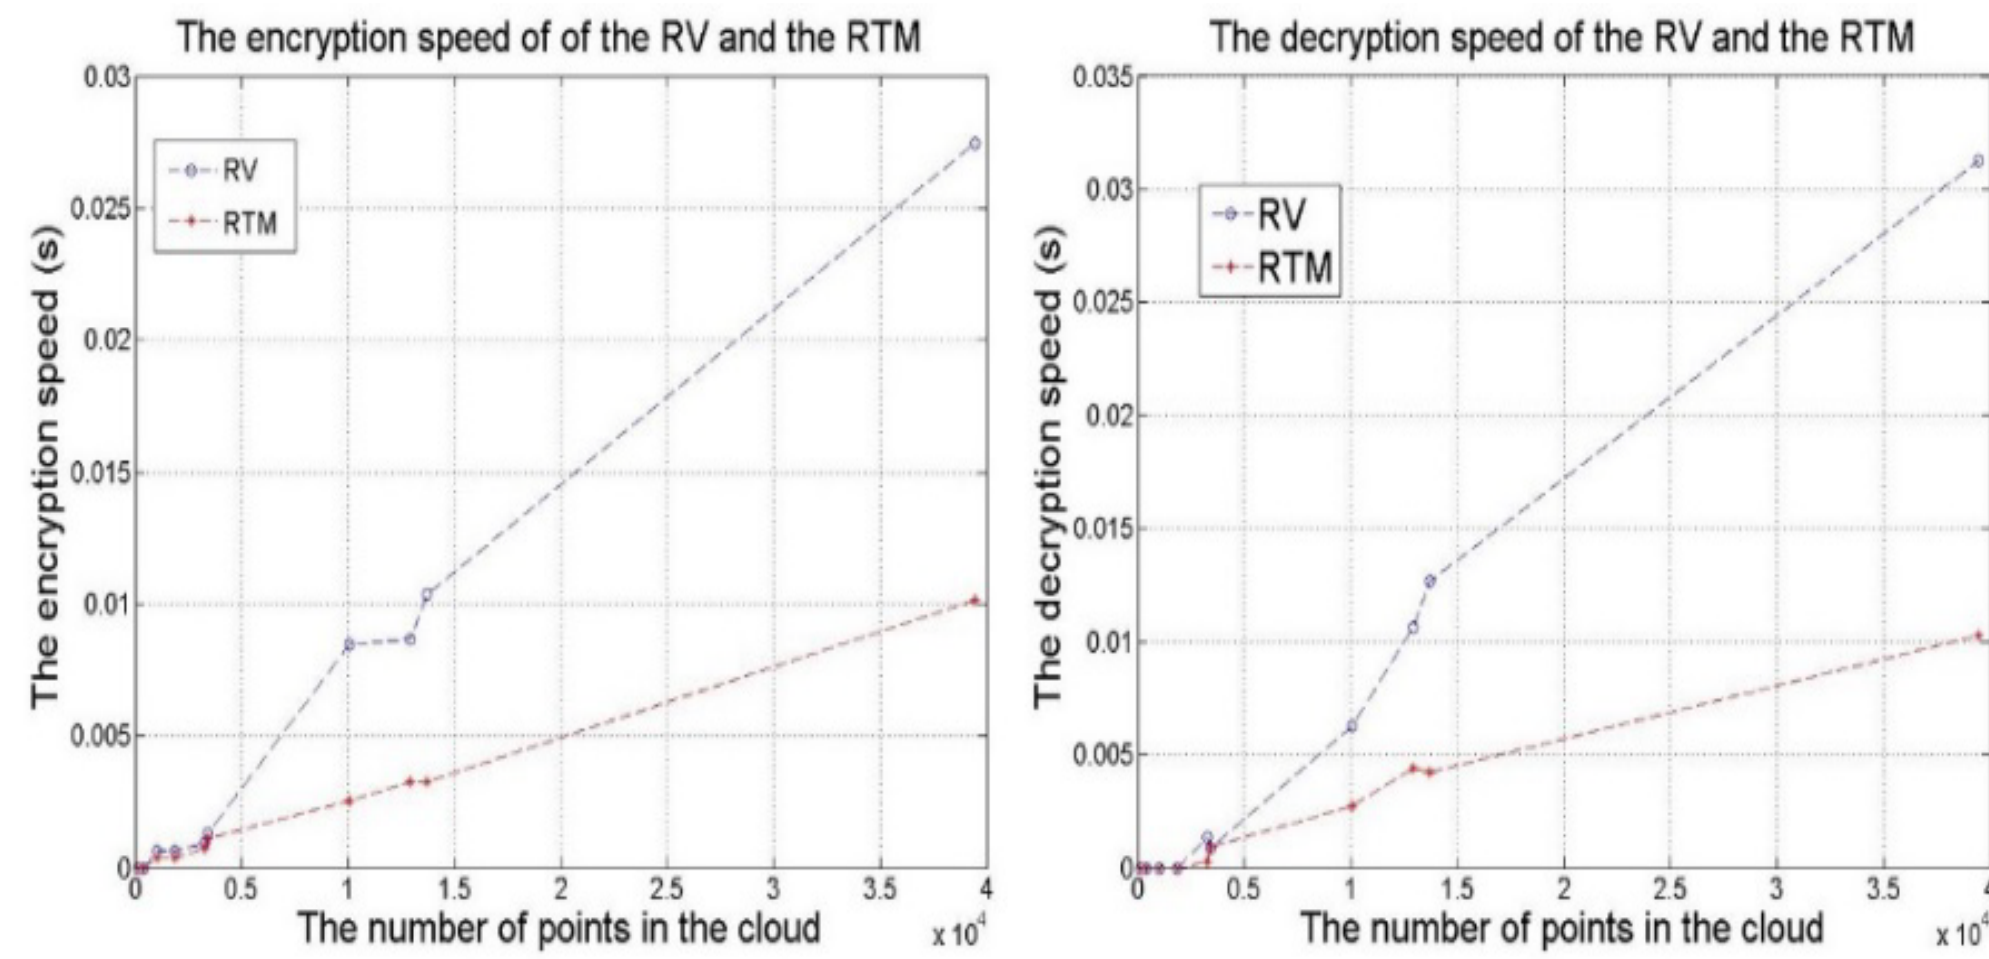 The encryption speed of of the RV and the RTM
0.03
0.025
0.02
0.015
0.01
0.005
0
The encryption speed (s)
RV
RTM
0 0.5 1 1.5 2 2.5 3 3.5 4
The number of points in the cloud
x 10^4
The decryption speed of the RV and the RTM
0.035
0.03
0.025
0.02
0.015
0.01
0.005
0
The decryption speed (s)
RV
RTM
0 0.5 1 1.5 2 2.5 3 3.5 4
The number of points in the cloud
x 10^4